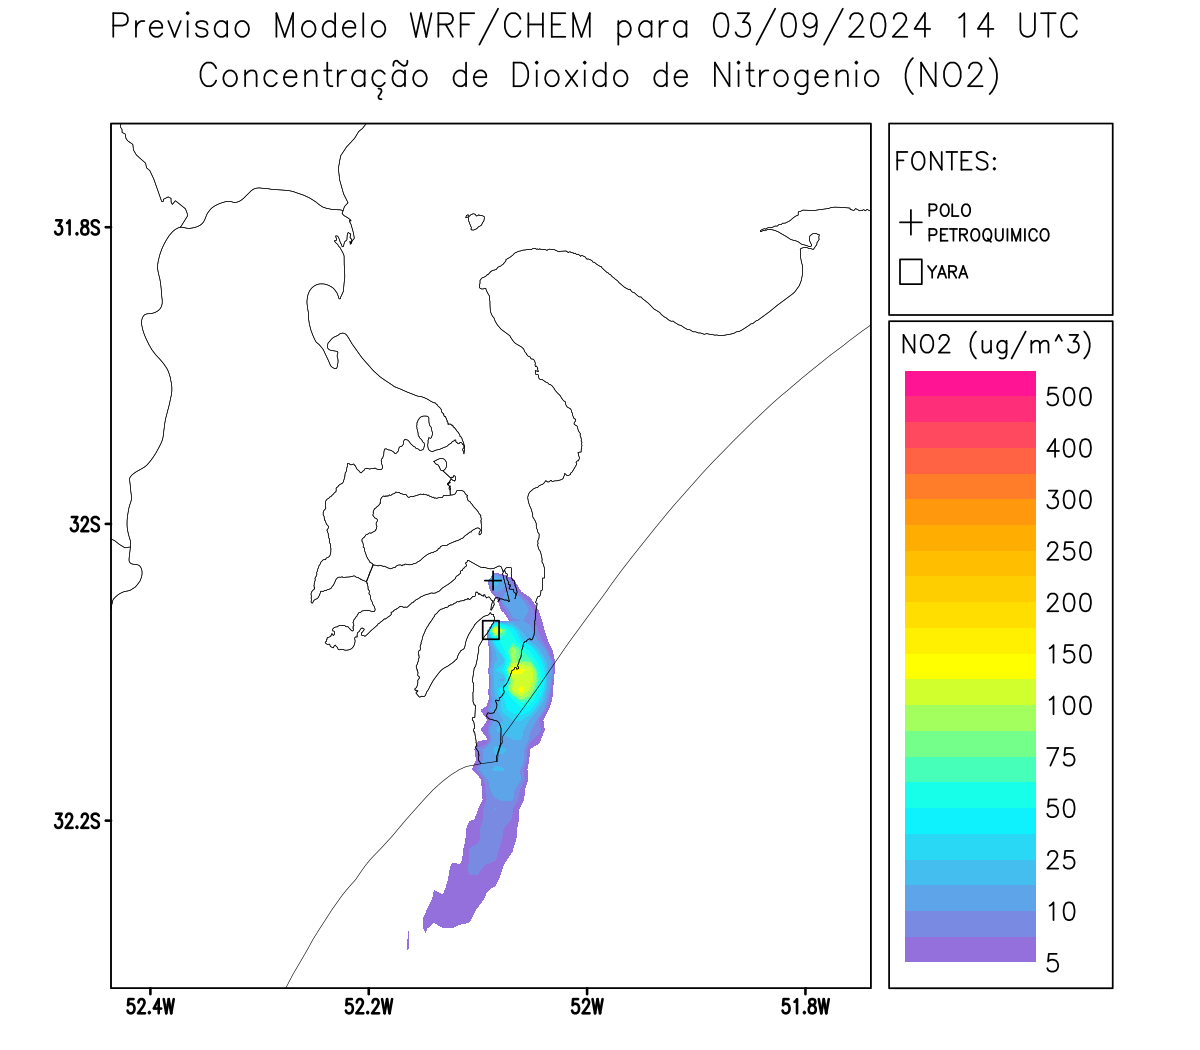 Previsao Modelo WRF/CHEM para 03/09/2024 14 UTC
Concentração de Dioxido de Nitrogenio (NO2)
FONTES:
POLO
PETROQUIMICO
YARA
NO2 (ug/m^3)
500
400
300
250
200
150
100
75
50
25
10
5
31.8S
32S
32.2S
52.4W
52.2W
52W
51.8W